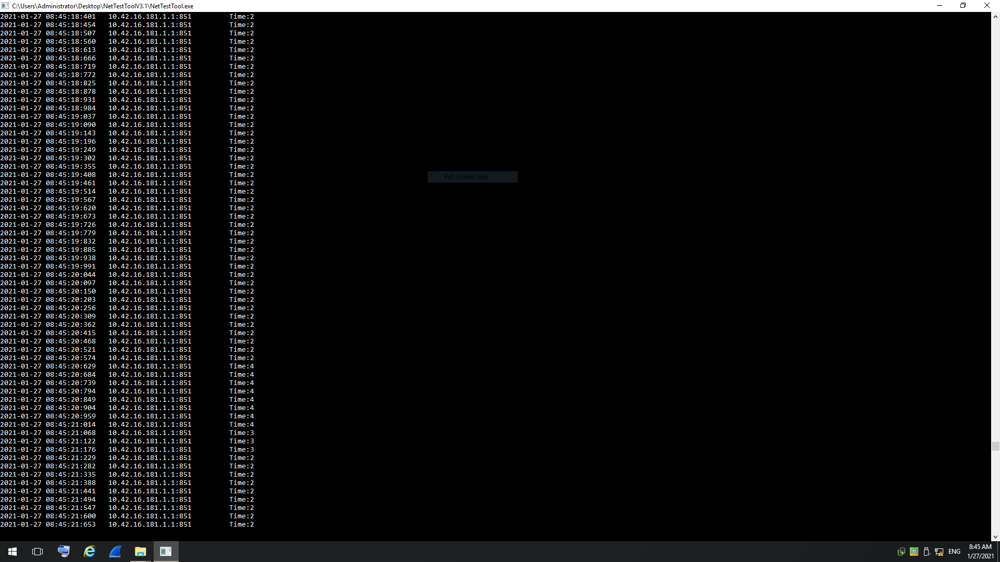 C:\Users\Administrator\Desktop\NetTestToolV3.1\NetTestTool.exe
2021-01-27 08:45:18:401 10.42.16.181.1.1:851 Time:2
2021-01-27 08:45:18:454 10.42.16.181.1.1:851 Time:2
2021-01-27 08:45:18:507 10.42.16.181.1.1:851 Time:2
2021-01-27 08:45:18:560 10.42.16.181.1.1:851 Time:2
2021-01-27 08:45:18:613 10.42.16.181.1.1:851 Time:2
2021-01-27 08:45:18:666 10.42.16.181.1.1:851 Time:2
2021-01-27 08:45:18:719 10.42.16.181.1.1:851 Time:2
2021-01-27 08:45:18:772 10.42.16.181.1.1:851 Time:2
2021-01-27 08:45:18:825 10.42.16.181.1.1:851 Time:2
2021-01-27 08:45:18:878 10.42.16.181.1.1:851 Time:2
2021-01-27 08:45:18:931 10.42.16.181.1.1:851 Time:2
2021-01-27 08:45:18:984 10.42.16.181.1.1:851 Time:2
2021-01-27 08:45:19:037 10.42.16.181.1.1:851 Time:2
2021-01-27 08:45:19:090 10.42.16.181.1.1:851 Time:2
2021-01-27 08:45:19:143 10.42.16.181.1.1:851 Time:2
2021-01-27 08:45:19:196 10.42.16.181.1.1:851 Time:2
2021-01-27 08:45:19:249 10.42.16.181.1.1:851 Time:2
2021-01-27 08:45:19:302 10.42.16.181.1.1:851 Time:2
2021-01-27 08:45:19:355 10.42.16.181.1.1:851 Time:2
2021-01-27 08:45:19:408 10.42.16.181.1.1:851 Time:2
Full-screen Snip
2021-01-27 08:45:19:461 10.42.16.181.1.1:851 Time:2
2021-01-27 08:45:19:514 10.42.16.181.1.1:851 Time:2
2021-01-27 08:45:19:567 10.42.16.181.1.1:851 Time:2
2021-01-27 08:45:19:620 10.42.16.181.1.1:851 Time:2
2021-01-27 08:45:19:673 10.42.16.181.1.1:851 Time:2
2021-01-27 08:45:19:726 10.42.16.181.1.1:851 Time:2
2021-01-27 08:45:19:779 10.42.16.181.1.1:851 Time:2
2021-01-27 08:45:19:832 10.42.16.181.1.1:851 Time:2
2021-01-27 08:45:19:885 10.42.16.181.1.1:851 Time:2
2021-01-27 08:45:19:938 10.42.16.181.1.1:851 Time:2
2021-01-27 08:45:19:991 10.42.16.181.1.1:851 Time:2
2021-01-27 08:45:20:044 10.42.16.181.1.1:851 Time:2
2021-01-27 08:45:20:097 10.42.16.181.1.1:851 Time:2
2021-01-27 08:45:20:150 10.42.16.181.1.1:851 Time:2
2021-01-27 08:45:20:203 10.42.16.181.1.1:851 Time:2
2021-01-27 08:45:20:256 10.42.16.181.1.1:851 Time:2
2021-01-27 08:45:20:309 10.42.16.181.1.1:851 Time:2
2021-01-27 08:45:20:362 10.42.16.181.1.1:851 Time:2
2021-01-27 08:45:20:415 10.42.16.181.1.1:851 Time:2
2021-01-27 08:45:20:468 10.42.16.181.1.1:851 Time:2
2021-01-27 08:45:20:521 10.42.16.181.1.1:851 Time:2
2021-01-27 08:45:20:574 10.42.16.181.1.1:851 Time:2
2021-01-27 08:45:20:629 10.42.16.181.1.1:851 Time:4
2021-01-27 08:45:20:684 10.42.16.181.1.1:851 Time:4
2021-01-27 08:45:20:739 10.42.16.181.1.1:851 Time:4
2021-01-27 08:45:20:794 10.42.16.181.1.1:851 Time:4
2021-01-27 08:45:20:849 10.42.16.181.1.1:851 Time:4
2021-01-27 08:45:20:904 10.42.16.181.1.1:851 Time:4
2021-01-27 08:45:20:959 10.42.16.181.1.1:851 Time:4
2021-01-27 08:45:21:014 10.42.16.181.1.1:851 Time:4
2021-01-27 08:45:21:068 10.42.16.181.1.1:851 Time:3
2021-01-27 08:45:21:122 10.42.16.181.1.1:851 Time:3
2021-01-27 08:45:21:176 10.42.16.181.1.1:851 Time:3
2021-01-27 08:45:21:229 10.42.16.181.1.1:851 Time:2
2021-01-27 08:45:21:282 10.42.16.181.1.1:851 Time:2
2021-01-27 08:45:21:335 10.42.16.181.1.1:851 Time:2
2021-01-27 08:45:21:388 10.42.16.181.1.1:851 Time:2
2021-01-27 08:45:21:441 10.42.16.181.1.1:851 Time:2
2021-01-27 08:45:21:494 10.42.16.181.1.1:851 Time:2
2021-01-27 08:45:21:547 10.42.16.181.1.1:851 Time:2
2021-01-27 08:45:21:600 10.42.16.181.1.1:851 Time:2
2021-01-27 08:45:21:653 10.42.16.181.1.1:851 Time:2
ENG
8:45 AM
1/27/2021